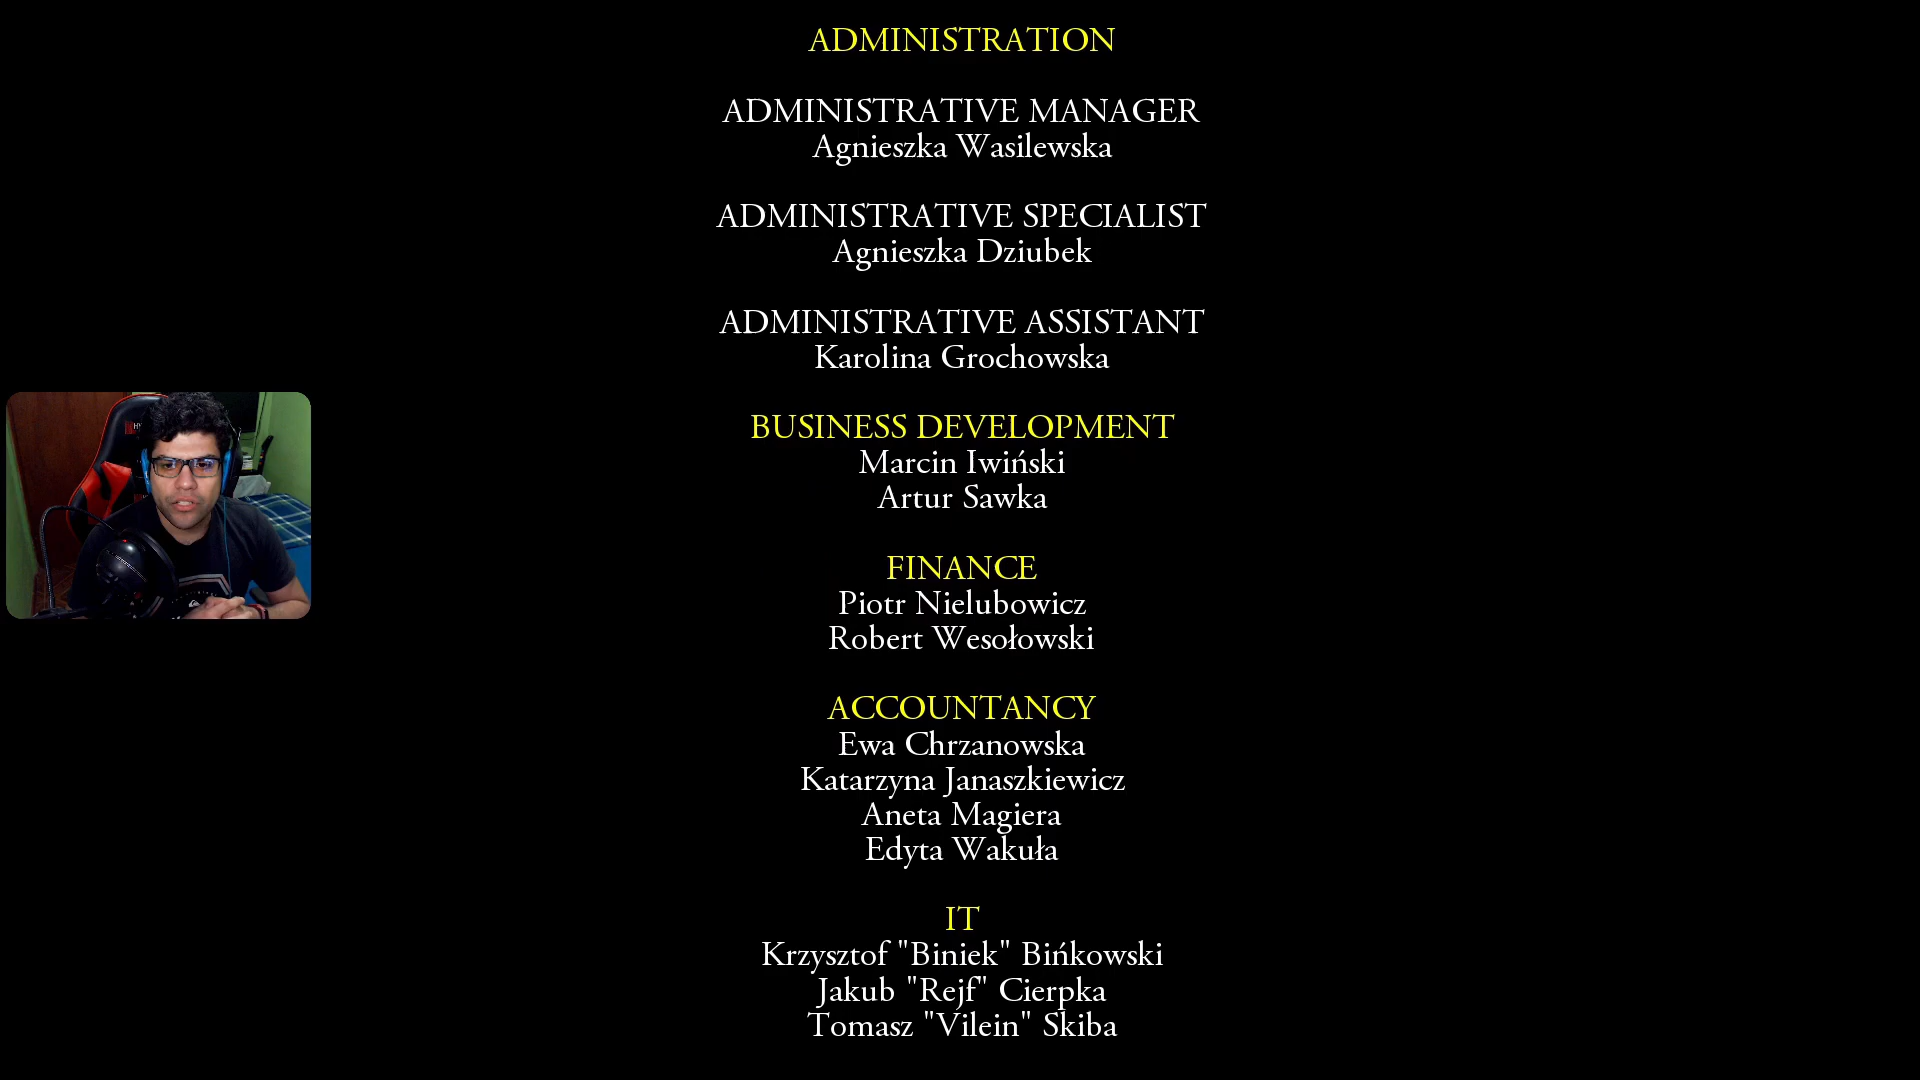 ADMINISTRATION
ADMINISTRATIVE MANAGER
Agnieszka Wasilewska
ADMINISTRATIVE SPECIALIST
Agnieszka Dziubek
ADMINISTRATIVE ASSISTANT
Karolina Grochowska
BUSINESS DEVELOPMENT
Marcin Iwiński
Artur Sawka
FINANCE
Piotr Nielubowicz
Robert Wesołowski
ACCOUNTANCY
Ewa Chrzanowska
Katarzyna Janaszkiewicz
Aneta Magiera
Edyta Wakuła
IT
Krzysztof "Biniek" Bińkowski
Jakub "Rejf" Cierpka
Tomasz "Vilein" Skiba